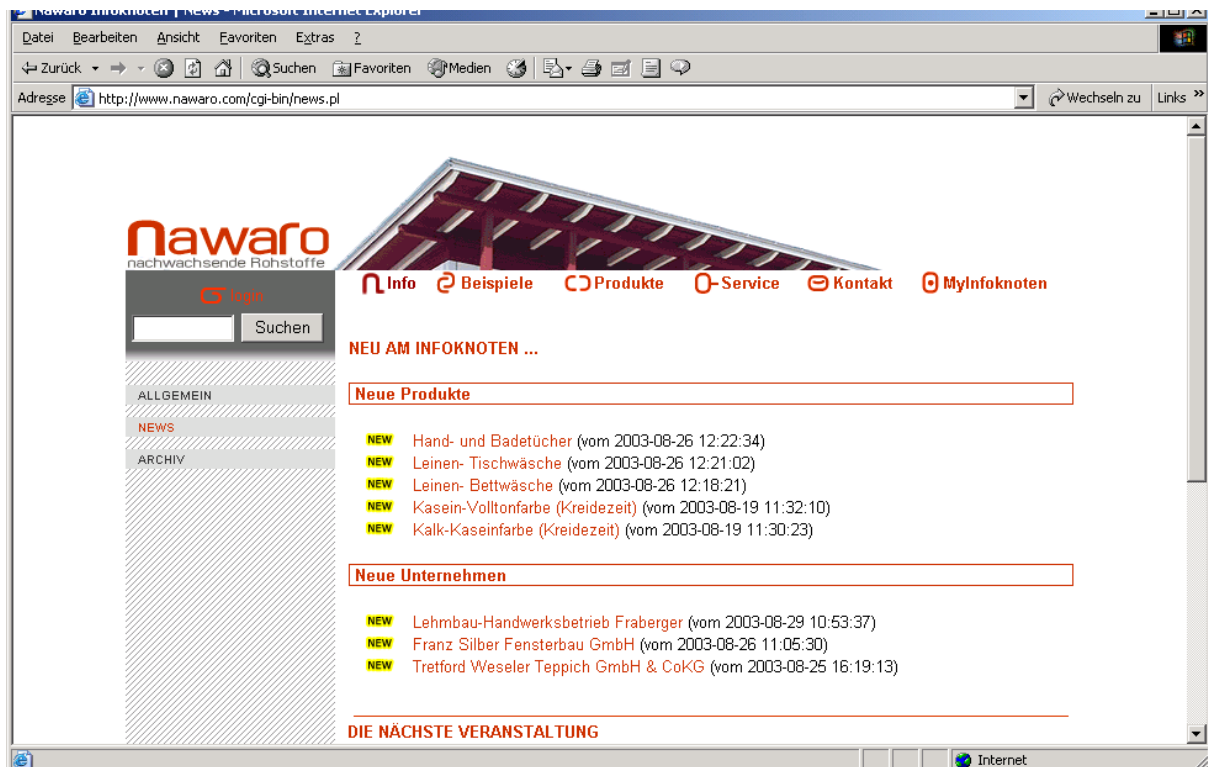 Nawaro Infoknoten | News - Microsoft Internet Explorer
Datei Bearbeiten Ansicht Favoriten Extras ?
Zurück Suchen Favoriten Medien
Adresse http://www.nawaro.com/cgi-bin/news.pl Wechseln zu Links »
nawaro
nachwachsende Rohstoffe
login
Info Beispiele Produkte Service Kontakt MyInfoknoten
Suchen
NEU AM INFOKNOTEN ...
ALLGEMEIN
NEWS
ARCHIV
Neue Produkte
NEW Hand- und Badetücher (vom 2003-08-26 12:22:34)
NEW Leinen- Tischwäsche (vom 2003-08-26 12:21:02)
NEW Leinen- Bettwäsche (vom 2003-08-26 12:18:21)
NEW Kasein-Volltonfarbe (Kreidezeit) (vom 2003-08-19 11:32:10)
NEW Kalk-Kaseinfarbe (Kreidezeit) (vom 2003-08-19 11:30:23)
Neue Unternehmen
NEW Lehmbau-Handwerksbetrieb Fraberger (vom 2003-08-29 10:53:37)
NEW Franz Silber Fensterbau GmbH (vom 2003-08-26 11:05:30)
NEW Tretford Weseler Teppich GmbH & CoKG (vom 2003-08-25 16:19:13)
DIE NÄCHSTE VERANSTALTUNG
Internet